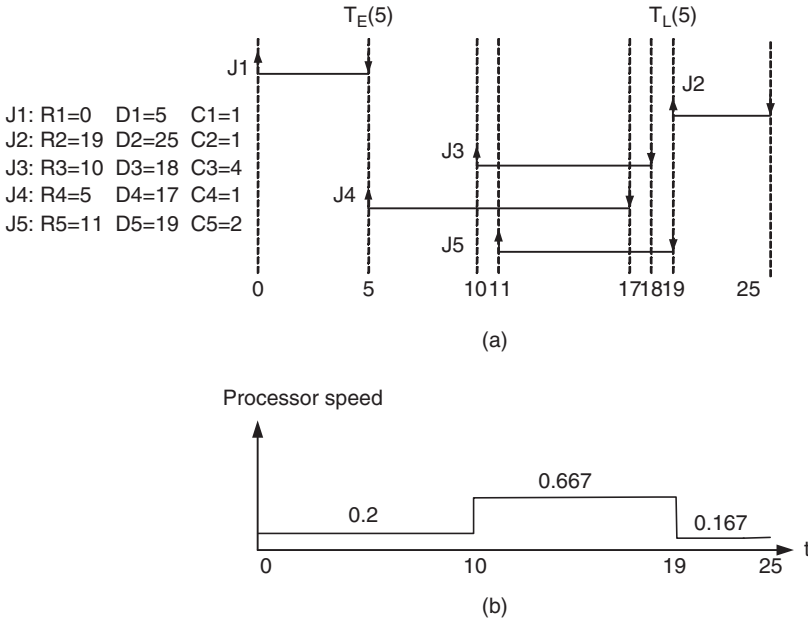 T_E(5) T_L(5)
J1
J2
J1: R1=0 D1=5 C1=1
J2: R2=19 D2=25 C2=1
J3: R3=10 D3=18 C3=4
J4: R4=5 D4=17 C4=1
J5: R5=11 D5=19 C5=2
J3
J4
J5
0 5 10 11 17 18 19 25
(a)
Processor speed
0.2 0.667 0.167
t
0 10 19 25
(b)